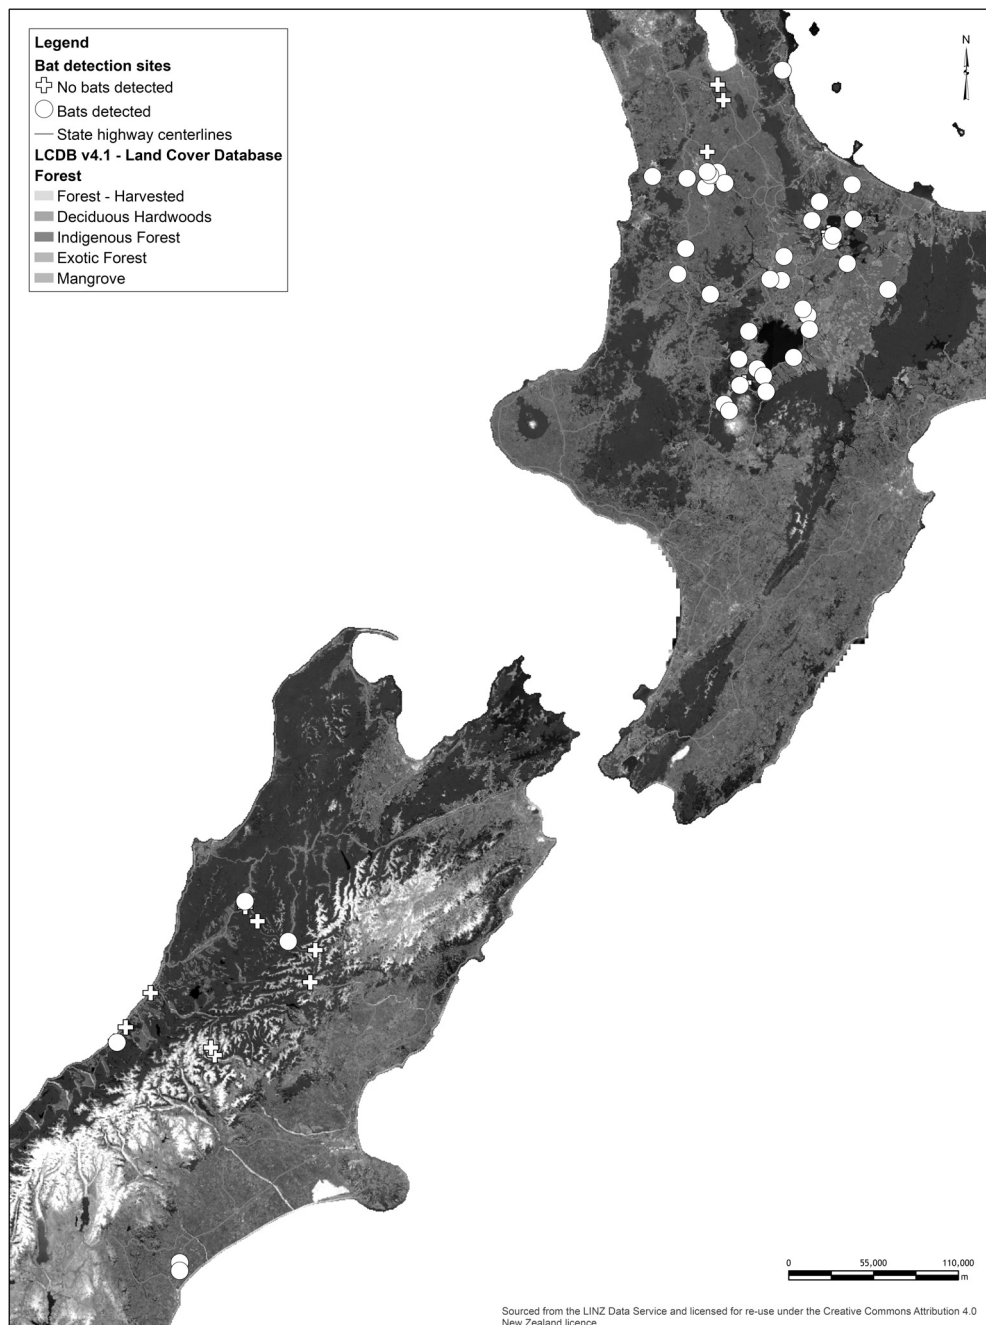 Legend
Bat detection sites
No bats detected
Bats detected
State highway centerlines
LCDB v4.1 - Land Cover Database
Forest
Forest - Harvested
Deciduous Hardwoods
Indigenous Forest
Exotic Forest
Mangrove
N
0 55,000 110,000
m
Sourced from the LINZ Data Service and licensed for re-use under the Creative Commons Attribution 4.0
New Zealand licence